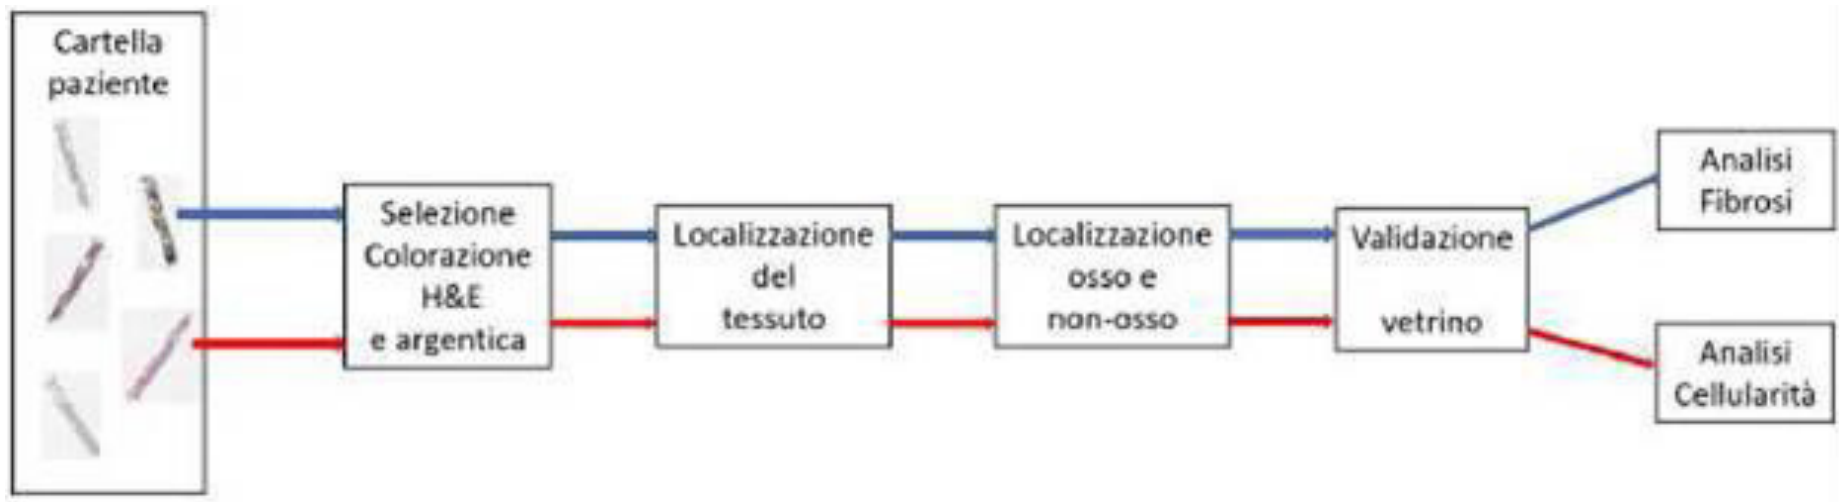 Cartella
paziente
Selezione
Colorazione
H&E
e argentica
Localizzazione
del
tessuto
Localizzazione
osso e
non-osso
Validazione
vetrino
Analisi
Fibrosi
Analisi
Cellularità